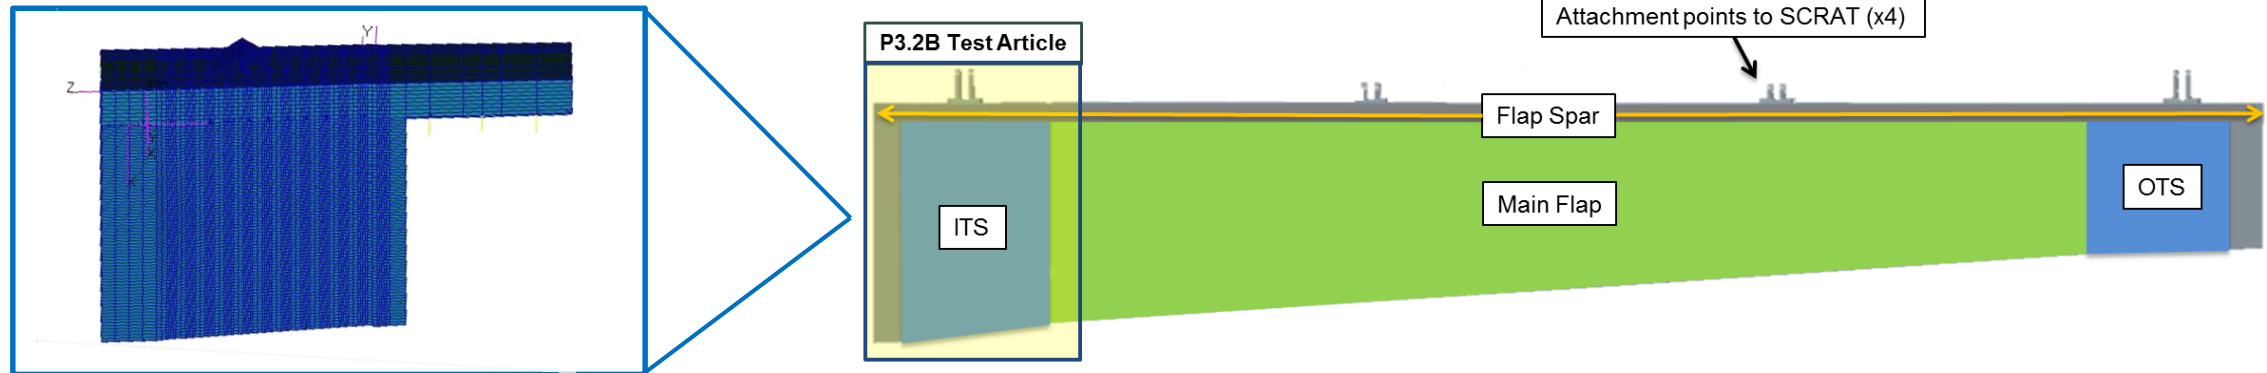 Y
Z
P3.2B Test Article
Attachment points to SCRAT (x4)
Flap Spar
Main Flap
ITS
OTS